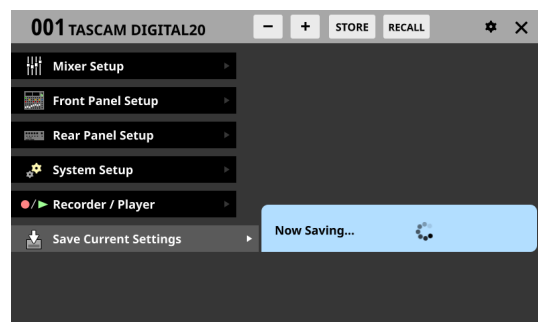 001 TASCAM DIGITAL20
− + STORE RECALL
Mixer Setup
Front Panel Setup
Rear Panel Setup
System Setup
Recorder / Player
Save Current Settings
Now Saving...